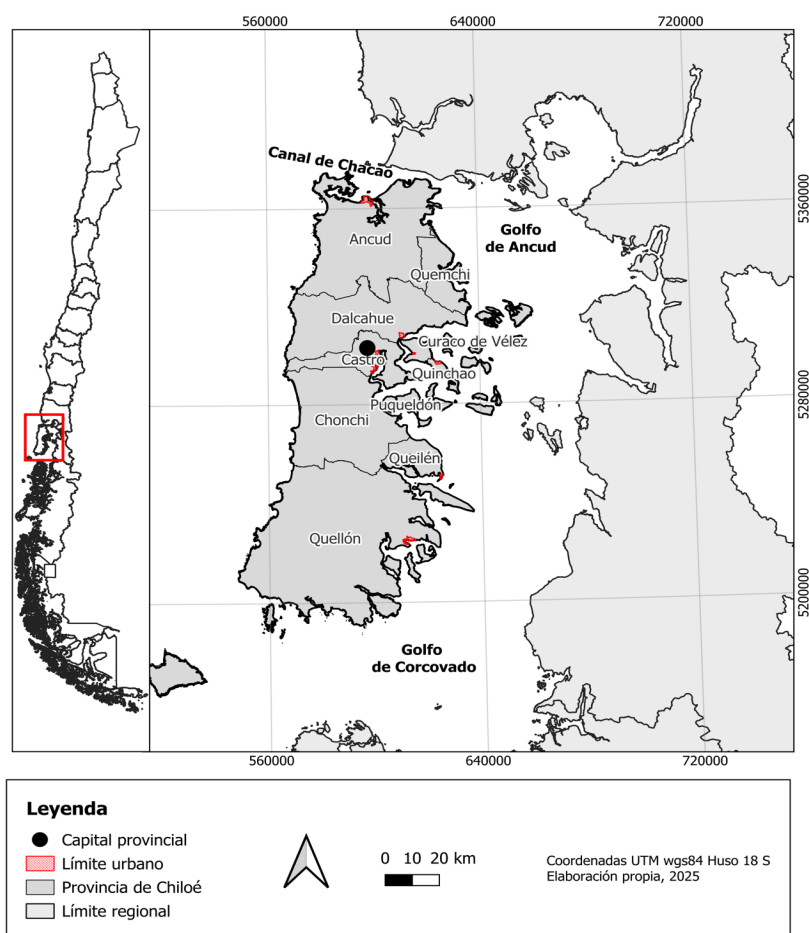 560000
640000
720000
Canal de Chacao
5360000
Golfo
de Ancud
Ancud
Quemchi
Dalcahue
Curaco de Vélez
Castro
Quinchao
Puqueldón
5280000
Chonchi
Queilén
Quellón
5200000
Golfo
de Corcovado
560000
640000
720000
Leyenda
Capital provincial
Límite urbano
Provincia de Chiloé
Límite regional
0 10 20 km
Coordenadas UTM wgs84 Huso 18 S
Elaboración propia, 2025